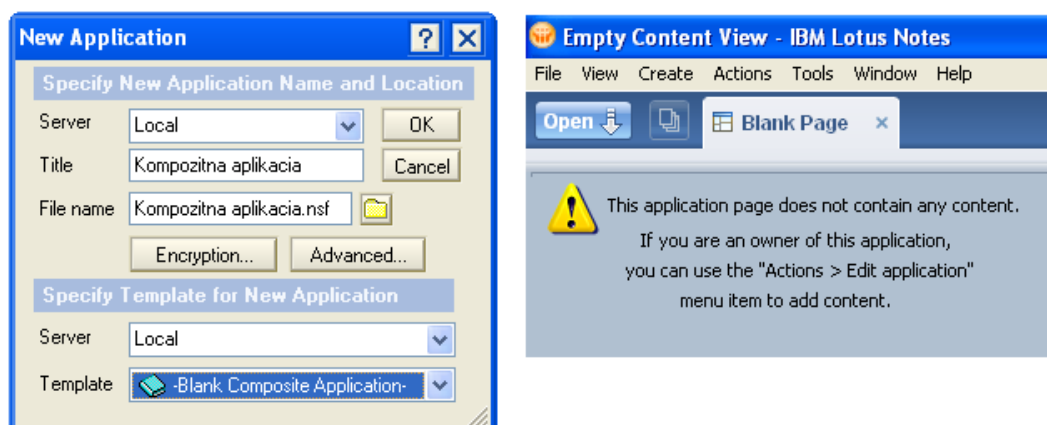 New Application
Specify New Application Name and Location
Server Local OK
Title Kompozitna aplikacia Cancel
File name Kompozitna aplikacia.nsf
Encryption... Advanced...
Specify Template for New Application
Server Local
Template -Blank Composite Application-
Empty Content View - IBM Lotus Notes
File View Create Actions Tools Window Help
Open Blank Page
This application page does not contain any content.
If you are an owner of this application,
you can use the "Actions > Edit application"
menu item to add content.